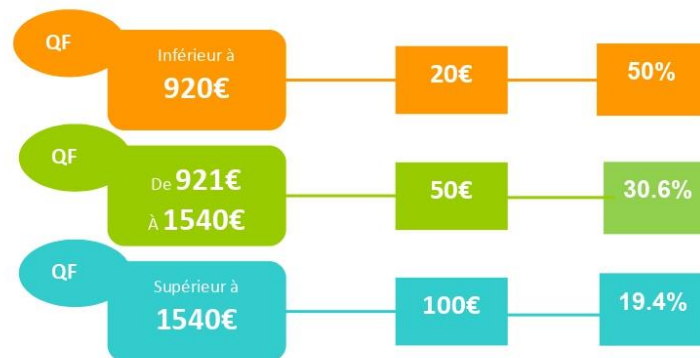 QF
Inférieur à
920€
20€
50%
QF
De 921€
À 1540€
50€
30.6%
QF
Supérieur à
1540€
100€
19.4%